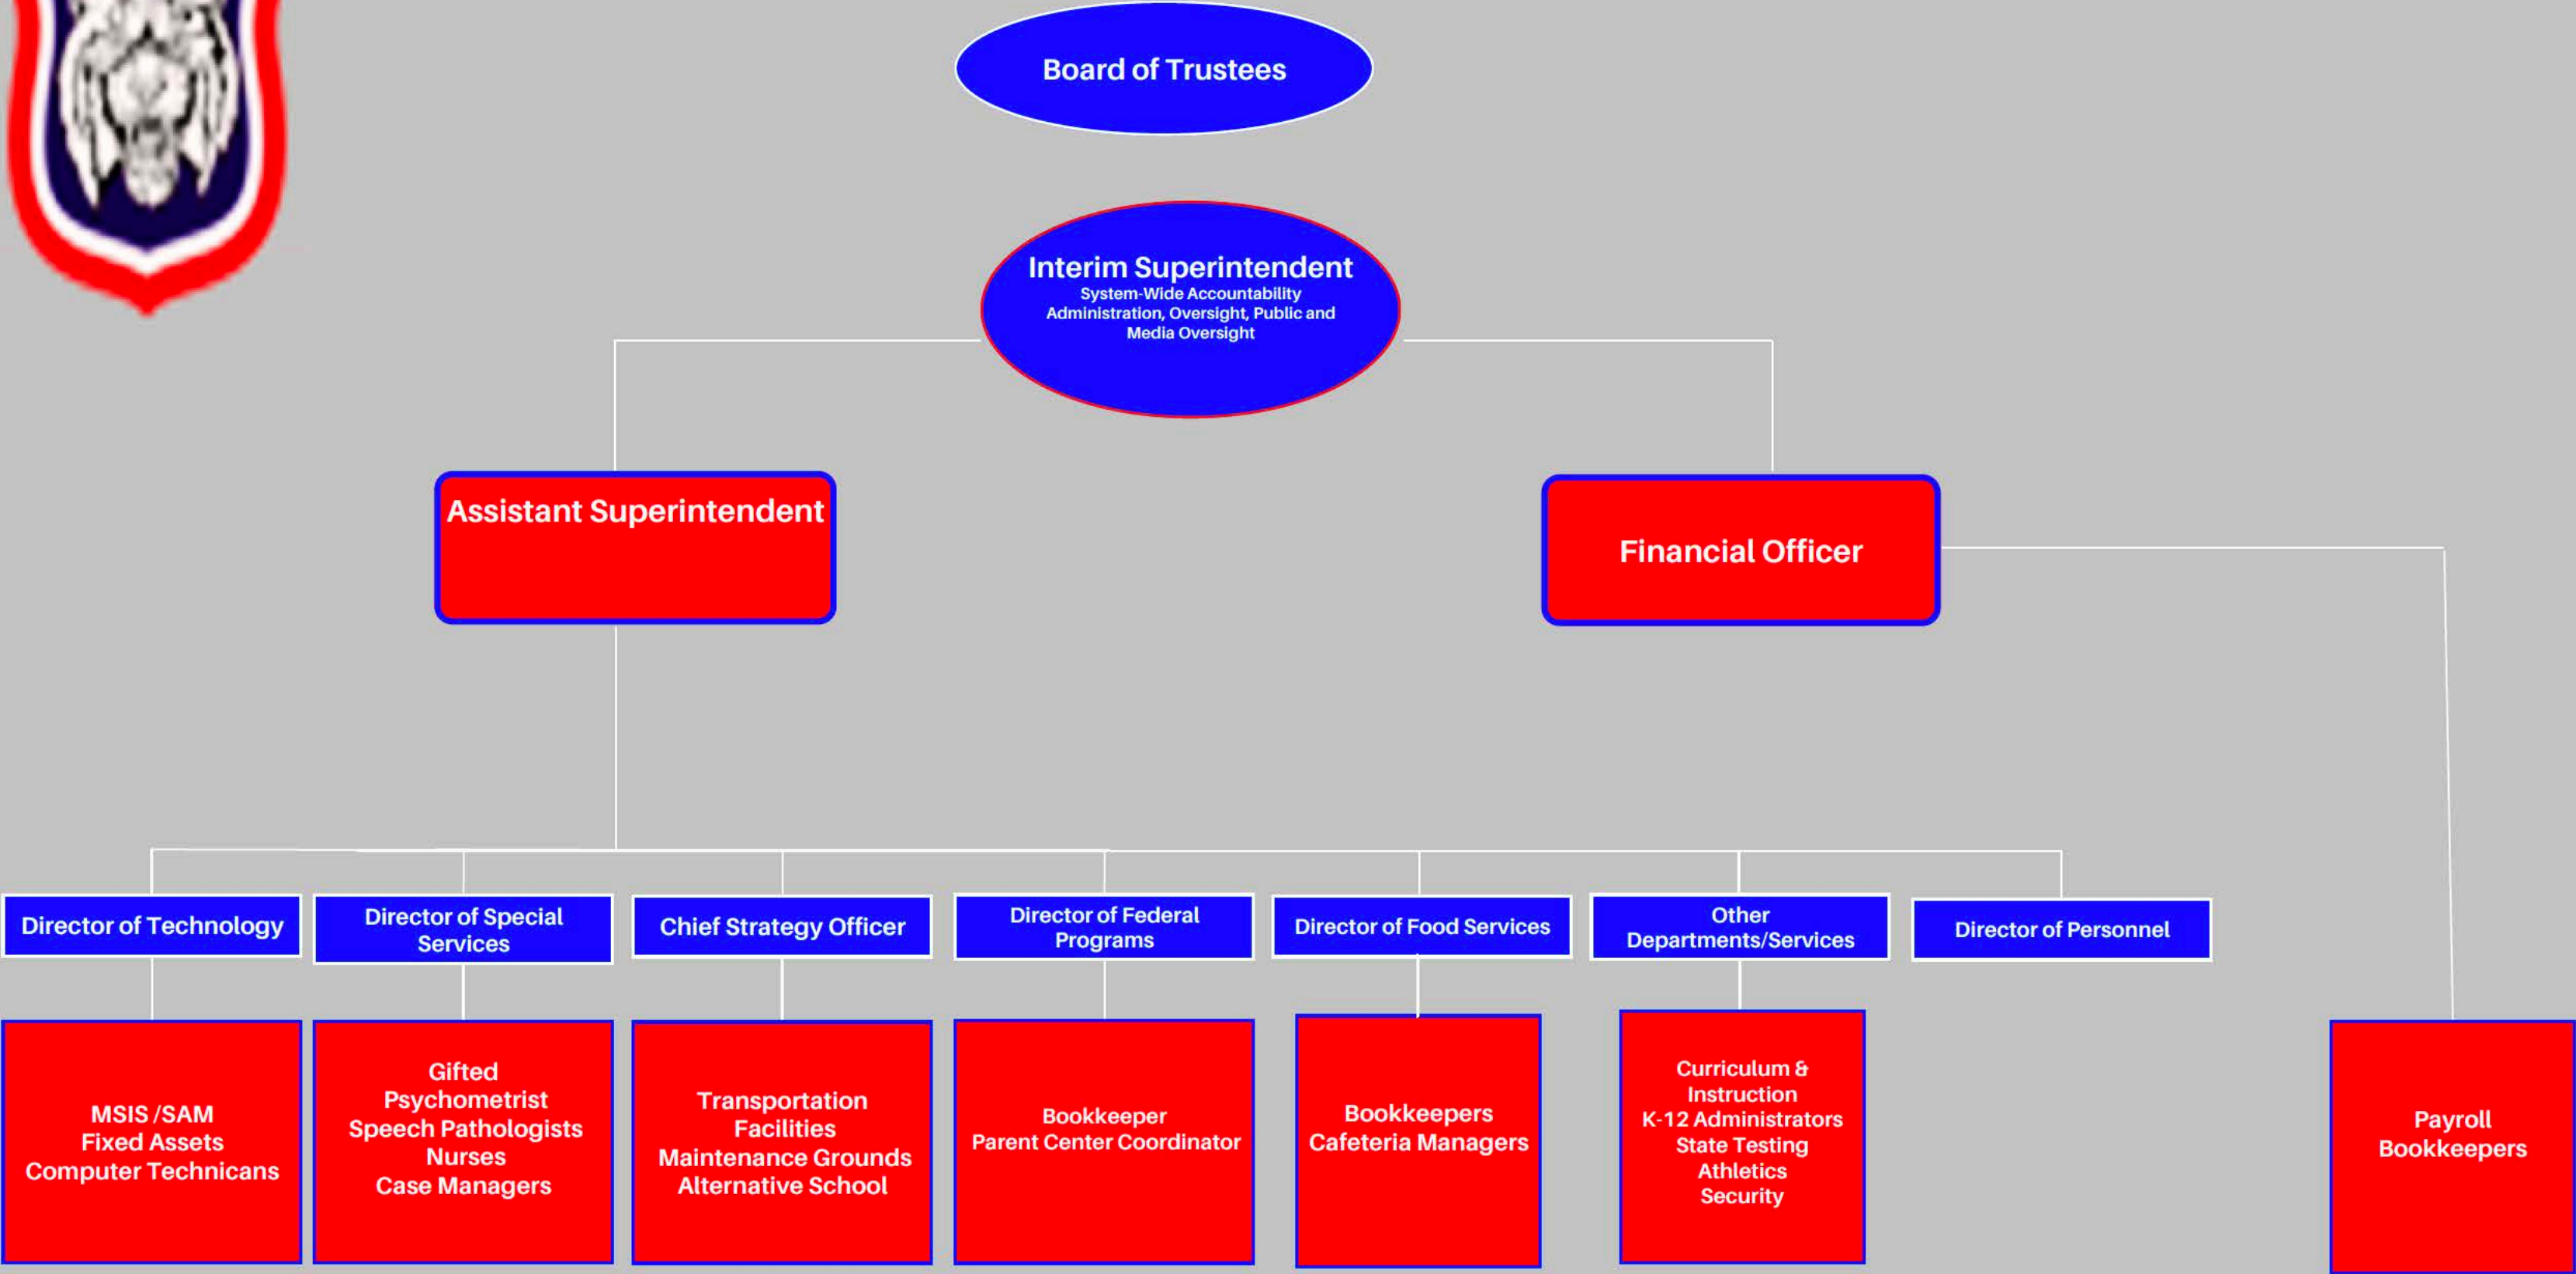 Board of Trustees
Interim Superintendent
System-Wide Accountability
Administration, Oversight, Public and
Media Oversight
Assistant Superintendent
Financial Officer
Director of Technology
Director of Special
Services
Chief Strategy Officer
Director of Federal
Programs
Director of Food Services
Other
Departments/Services
Director of Personnel
MSIS /SAM
Fixed Assets
Computer Technicans
Gifted
Psychometrist
Speech Pathologists
Nurses
Case Managers
Transportation
Facilities
Maintenance Grounds
Alternative School
Bookkeeper
Parent Center Coordinator
Bookkeepers
Cafeteria Managers
Curriculum &
Instruction
K-12 Administrators
State Testing
Athletics
Security
Payroll
Bookkeepers